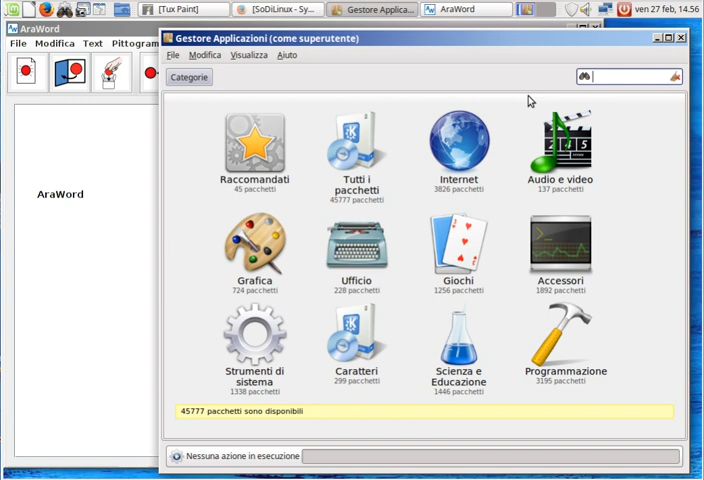 [Tux Paint]
[SoDiLinux - Sy...
Gestore Applica...
AraWord
ven 27 feb, 14.56
AraWord
File Modifica Text Pittogram
AraWord
Gestore Applicazioni (come superutente)
File Modifica Visualizza Aiuto
Categorie
Raccomandati
45 pacchetti
Tutti i
pacchetti
45777 pacchetti
Internet
3826 pacchetti
Audio e video
137 pacchetti
Grafica
724 pacchetti
Ufficio
228 pacchetti
Giochi
1256 pacchetti
Accessori
1892 pacchetti
Strumenti di
sistema
1338 pacchetti
Caratteri
299 pacchetti
Scienza e
Educazione
1446 pacchetti
Programmazione
3195 pacchetti
45777 pacchetti sono disponibili
Nessuna azione in esecuzione